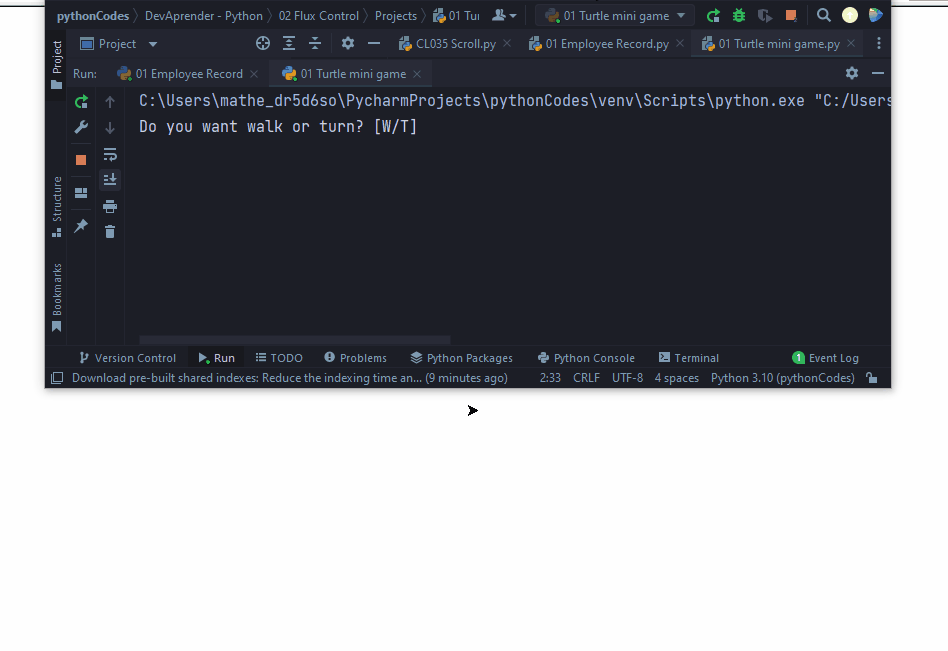 pythonCodes DevAprender - Python 02 Flux Control Projects 01 Tur 01 Turtle mini game
Project CL035 Scroll.py 01 Employee Record.py 01 Turtle mini game.py
Run: 01 Employee Record 01 Turtle mini game
C:\Users\mathe_dr5d6so\PycharmProjects\pythonCodes\venv\Scripts\python.exe "C:/Users
Do you want walk or turn? [W/T]
Project
Structure
Bookmarks
Version Control Run TODO Problems Python Packages Python Console Terminal 1 Event Log
Download pre-built shared indexes: Reduce the indexing time an... (9 minutes ago) 2:33 CRLF UTF-8 4 spaces Python 3.10 (pythonCodes)